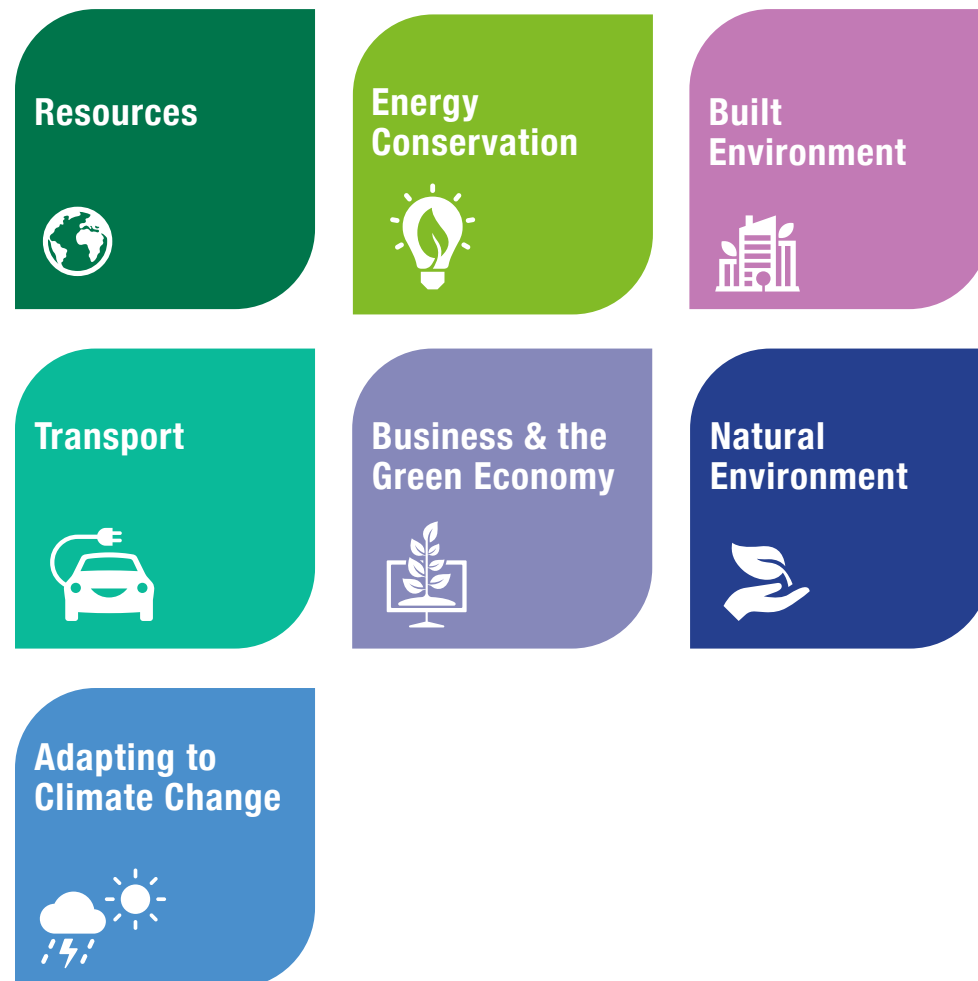 Resources
Energy
Conservation
Built
Environment
Transport
Business & the
Green Economy
Natural
Environment
Adapting to
Climate Change